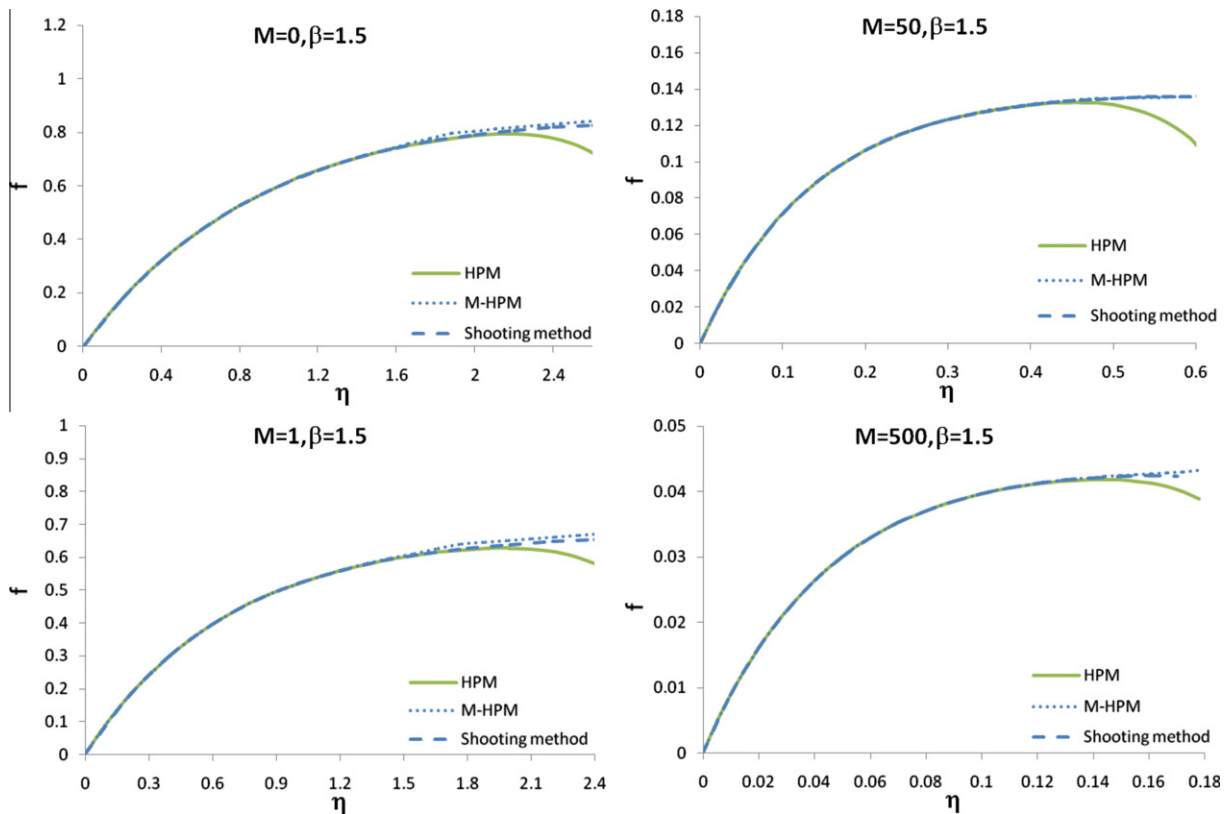 M=0,β=1.5
1.2
1
0.8
0.6
0.4
0.2
0
f
HPM
M-HPM
Shooting method
0 0.4 0.8 1.2 1.6 2 2.4
η
M=50,β=1.5
0.18
0.16
0.14
0.12
0.1
0.08
0.06
0.04
0.02
0
f
HPM
M-HPM
Shooting method
0 0.1 0.2 0.3 0.4 0.5 0.6
η
M=1,β=1.5
1
0.9
0.8
0.7
0.6
0.5
0.4
0.3
0.2
0.1
0
f
HPM
M-HPM
Shooting method
0 0.3 0.6 0.9 1.2 1.5 1.8 2.1 2.4
η
M=500,β=1.5
0.05
0.04
0.03
0.02
0.01
0
f
HPM
M-HPM
Shooting method
0 0.02 0.04 0.06 0.08 0.1 0.12 0.14 0.16 0.18
η